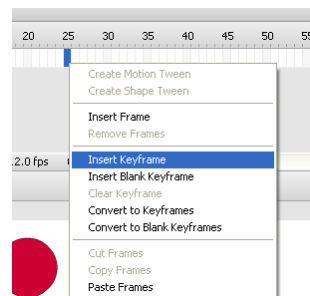 20 25 30 35 40 45 50 55
Create Motion Tween
Create Shape Tween
Insert Frame
Remove Frames
2.0 fps
Insert Keyframe
Insert Blank Keyframe
Clear Keyframe
Convert to Keyframes
Convert to Blank Keyframes
Cut Frames
Copy Frames
Paste Frames